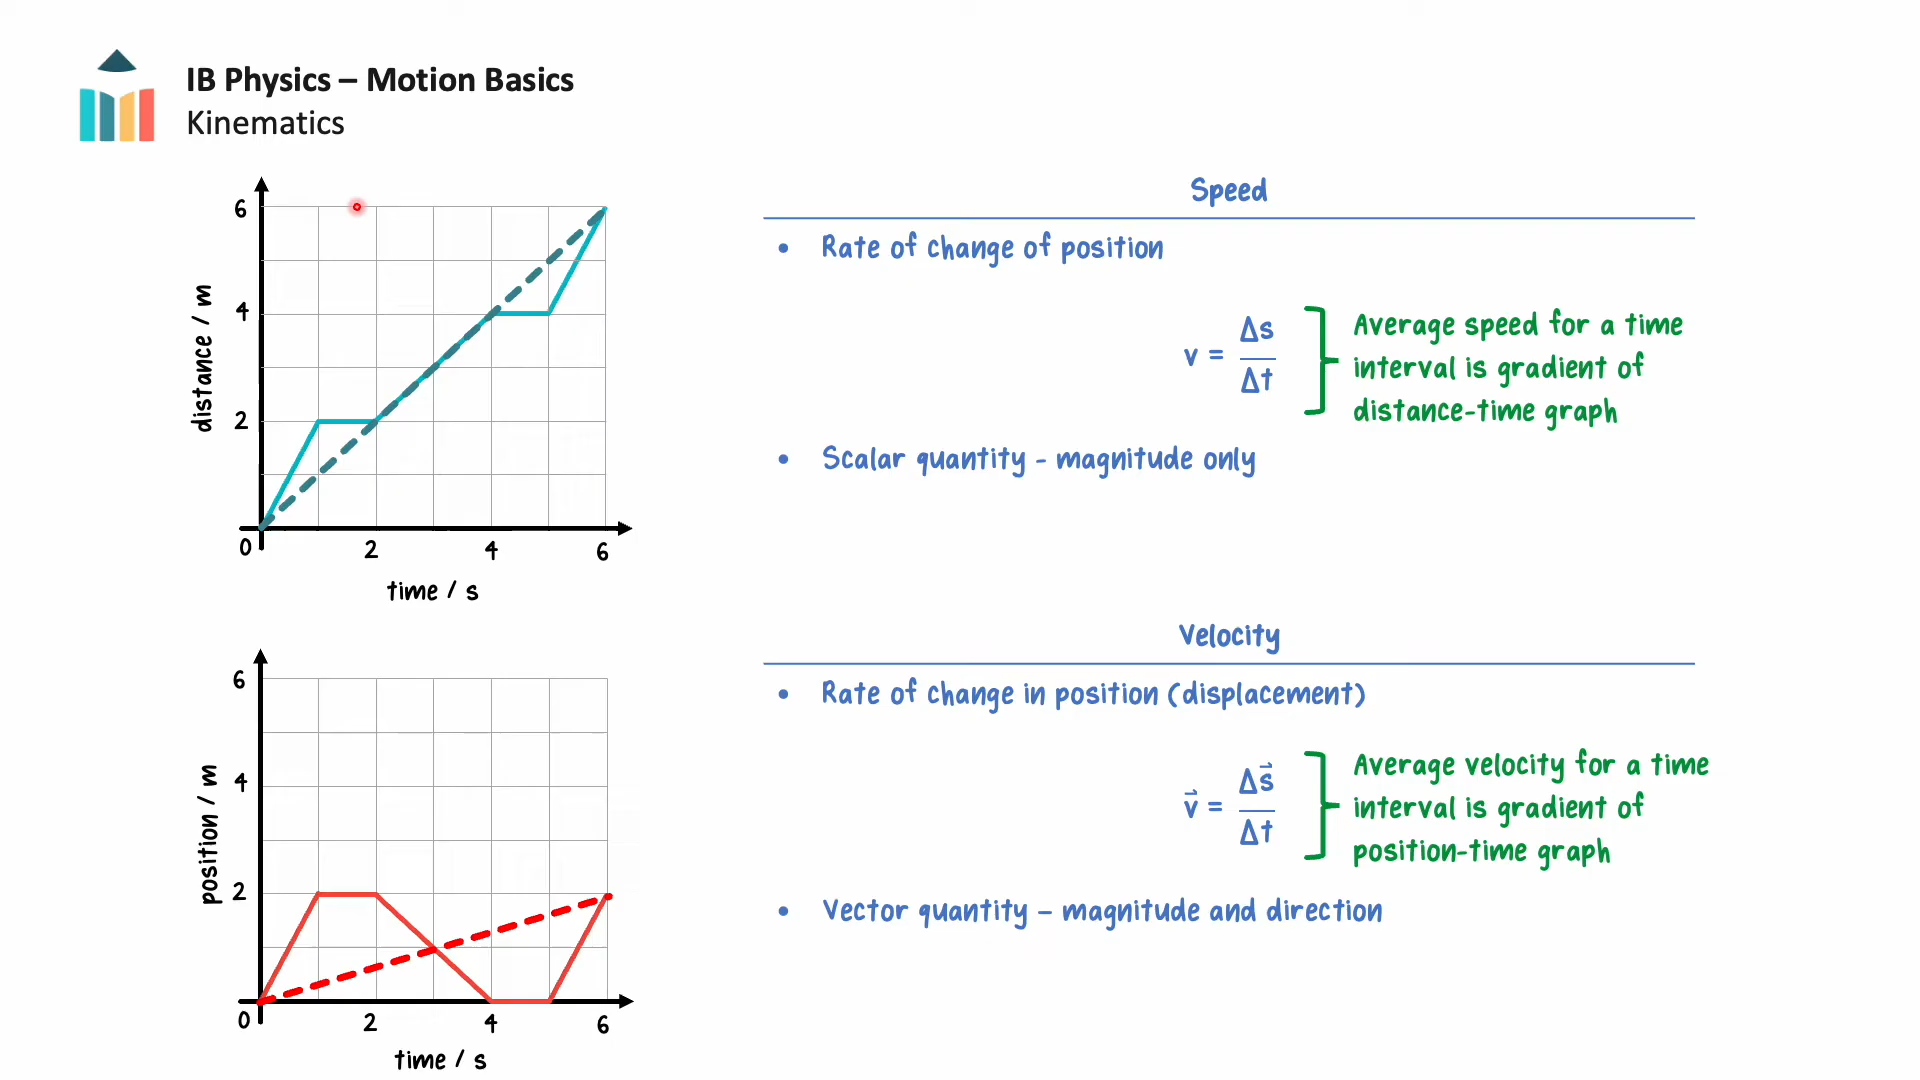 IB Physics – Motion Basics
Kinematics
6
4
2
0
2
4
6
distance / m
time / s
Speed
• Rate of change of position
v = Δs / Δt
Average speed for a time
interval is gradient of
distance-time graph
• Scalar quantity - magnitude only
6
4
2
0
2
4
6
position / m
time / s
Velocity
• Rate of change in position (displacement)
v⃗ = Δs⃗ / Δt
Average velocity for a time
interval is gradient of
position-time graph
• Vector quantity – magnitude and direction